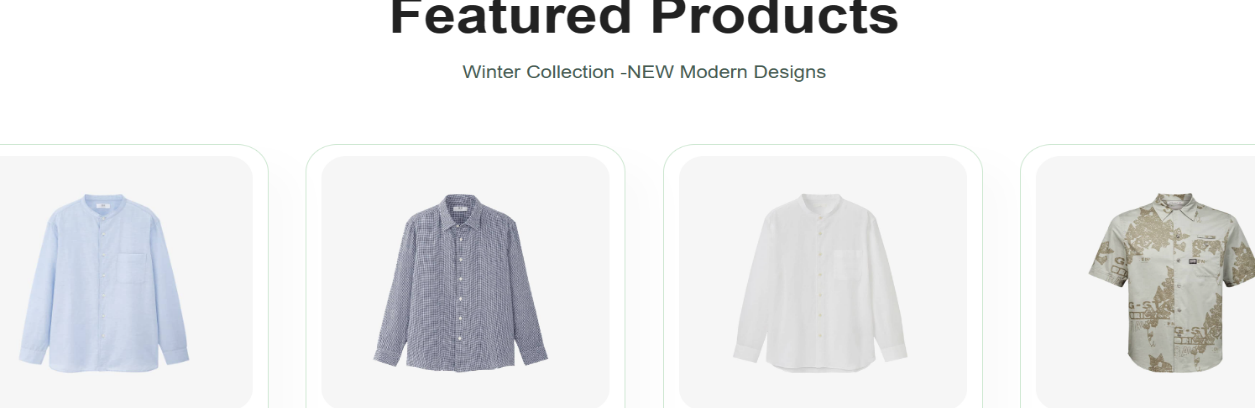 Featured Products
Winter Collection -NEW Modern Designs